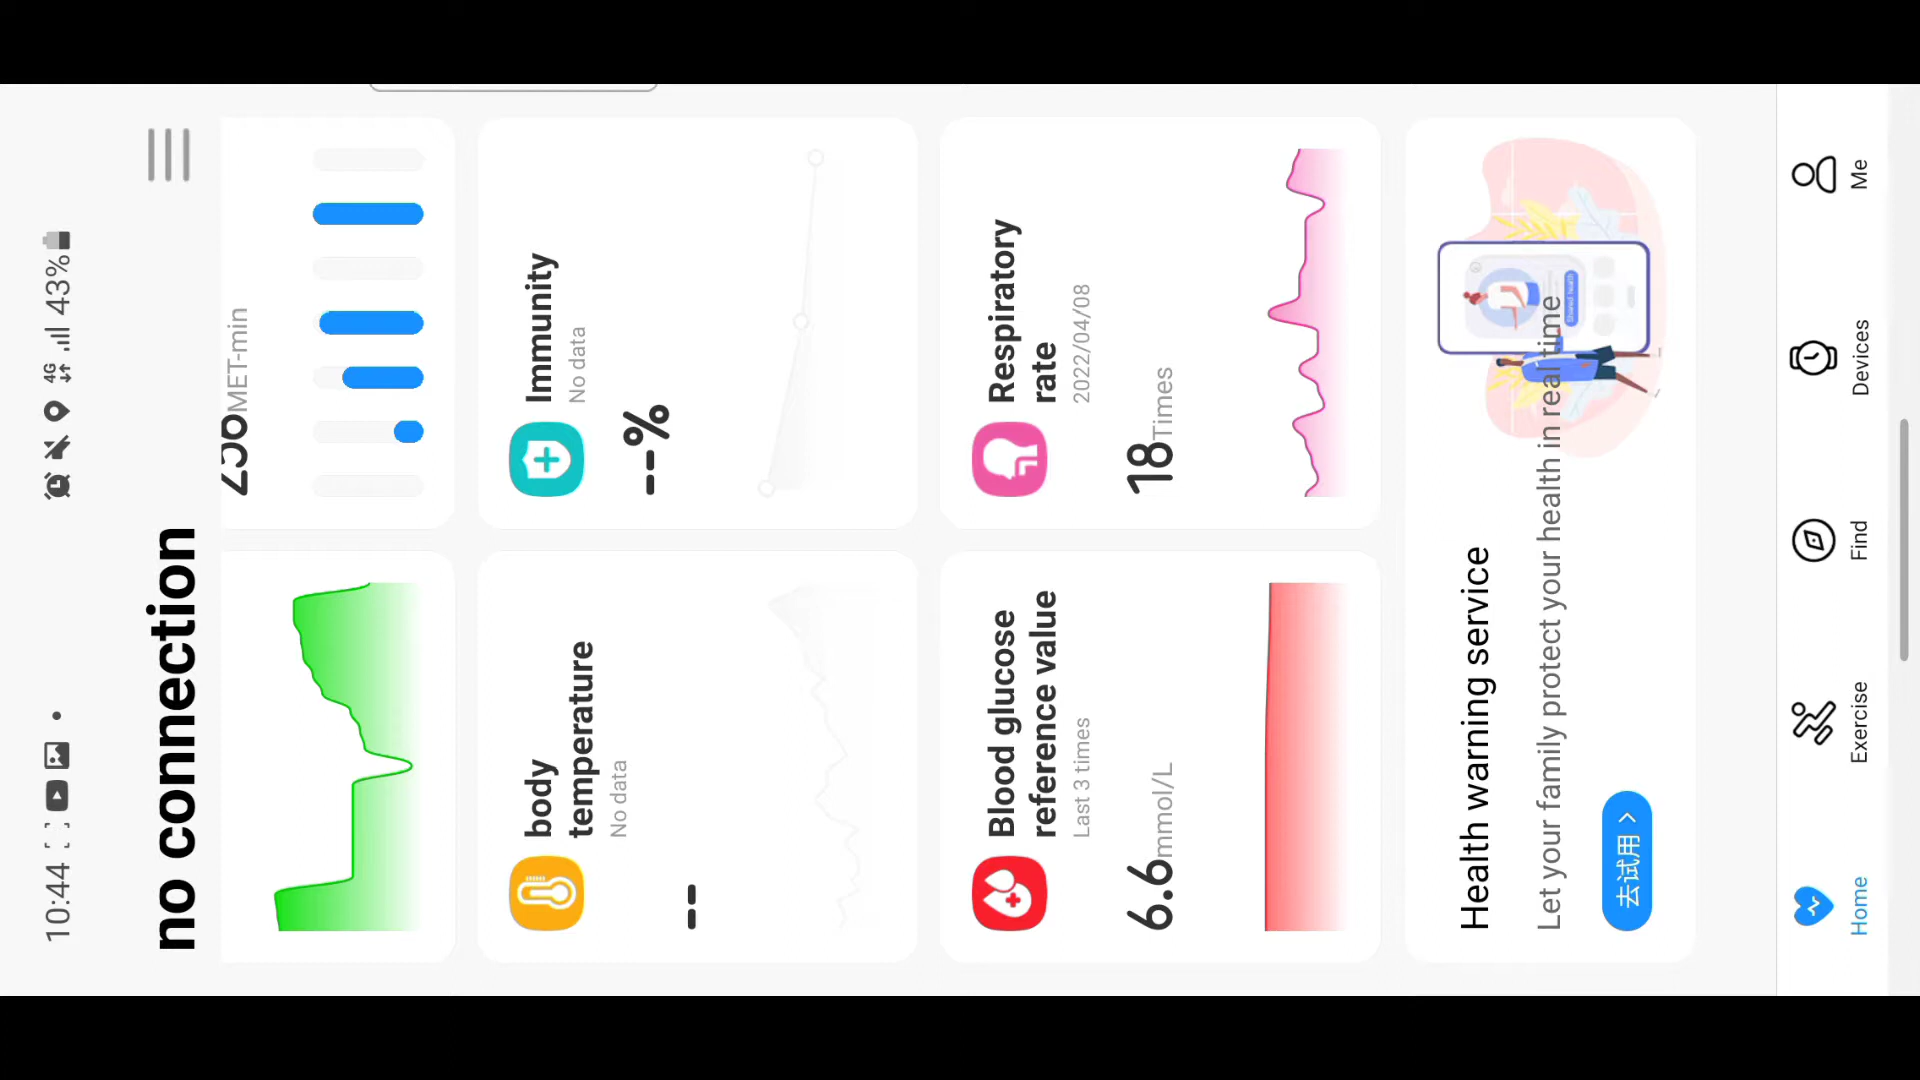 10:44
4G 43%
no connection
MET-min
body
temperature
No data
--
Immunity
No data
--%
Blood glucose
reference value
Last 3 times
6.6mmol/L
Respiratory
rate
2022/04/08
18Times
Health warning service
Let your family protect your health in real time
去试用 >
Home
Exercise
Find
Devices
Me